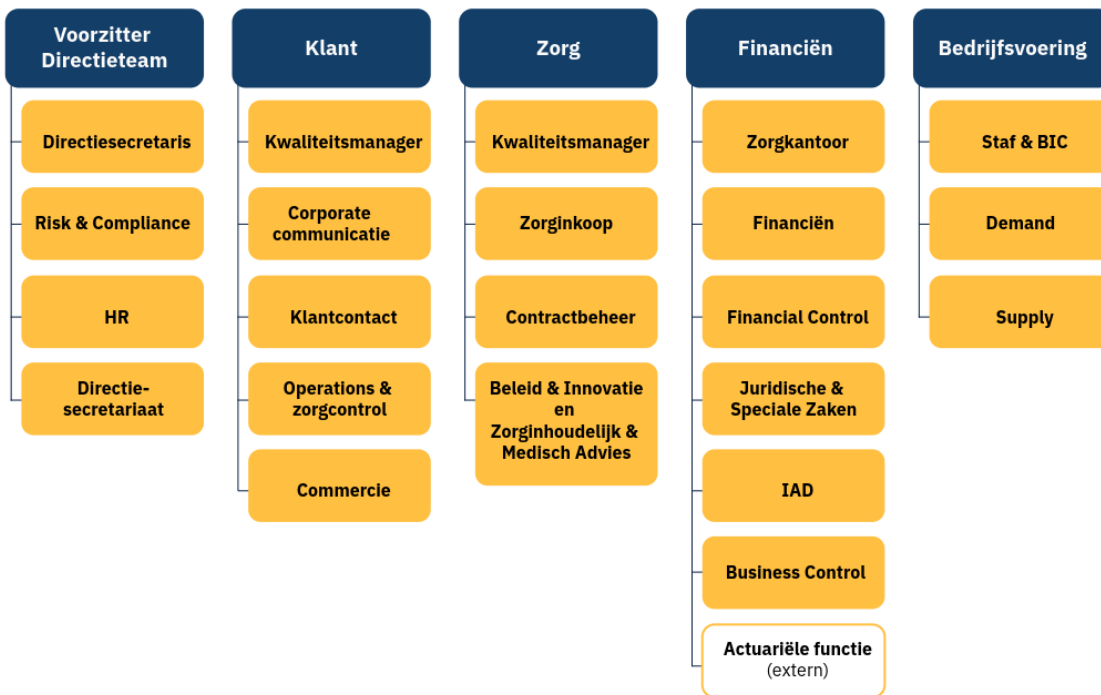 Voorzitter
Directieteam
Directiesecretaris
Risk & Compliance
HR
Directie-
secretariaat
Klant
Kwaliteitsmanager
Corporate
communicatie
Klantcontact
Operations &
zorgcontrol
Commercie
Zorg
Kwaliteitsmanager
Zorginkoop
Contractbeheer
Beleid & Innovatie
en
Zorginhoudelijk &
Medisch Advies
Financiën
Zorgkantoor
Financiën
Financial Control
Juridische &
Speciale Zaken
IAD
Business Control
Actuariële functie
(extern)
Bedrijfsvoering
Staf & BIC
Demand
Supply